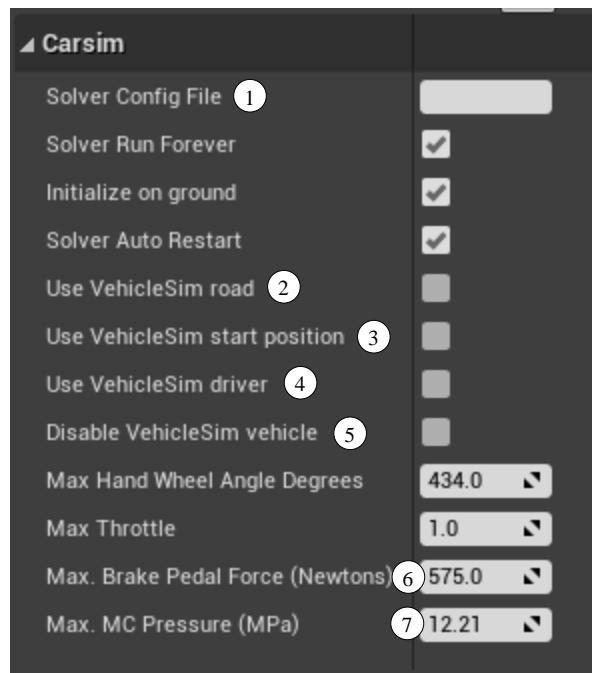 Carsim
Solver Config File 1
Solver Run Forever
Initialize on ground
Solver Auto Restart
Use VehicleSim road 2
Use VehicleSim start position 3
Use VehicleSim driver 4
Disable VehicleSim vehicle 5
Max Hand Wheel Angle Degrees 434.0
Max Throttle 1.0
Max. Brake Pedal Force (Newtons) 6 575.0
Max. MC Pressure (MPa) 7 12.21